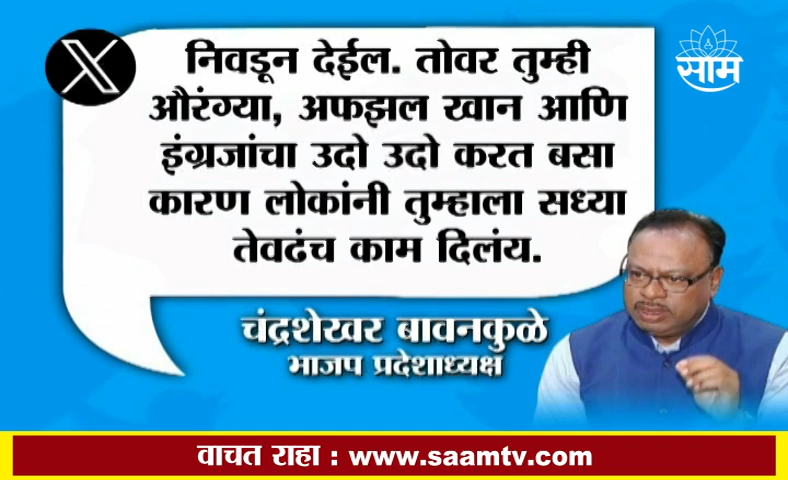 साम
निवडून देईल. तोवर तुम्ही
औरंग्या, अफझल खान आणि
इंग्रजांचा उदो उदो करत बसा
कारण लोकांनी तुम्हाला सध्या
तेवढंच काम दिलंय.
चंद्रशेखर बावनकुळे
भाजप प्रदेशाध्यक्ष
वाचत राहा : www.saamtv.com